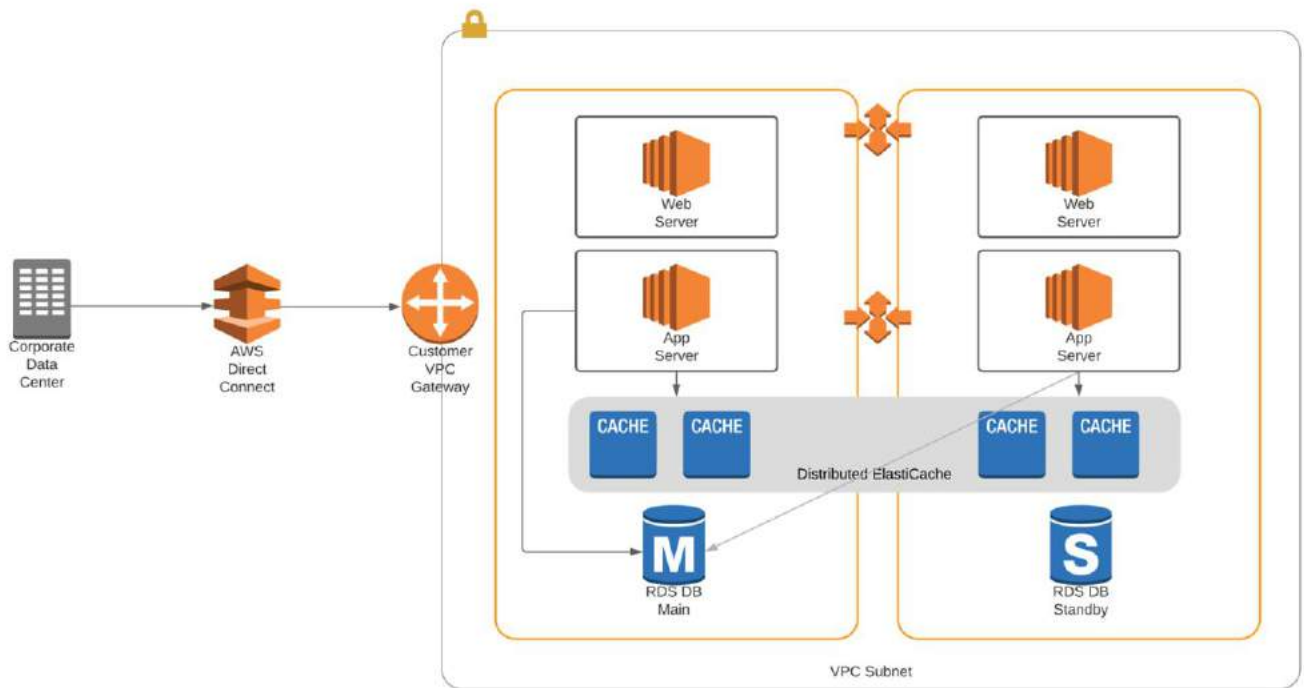 Web
Server
Web
Server
Corporate
Data
Center
AWS
Direct
Connect
Customer
VPC
Gateway
App
Server
App
Server
CACHE
CACHE
CACHE
CACHE
Distributed ElastiCache
M
RDS DB
Main
S
RDS DB
Standby
VPC Subnet